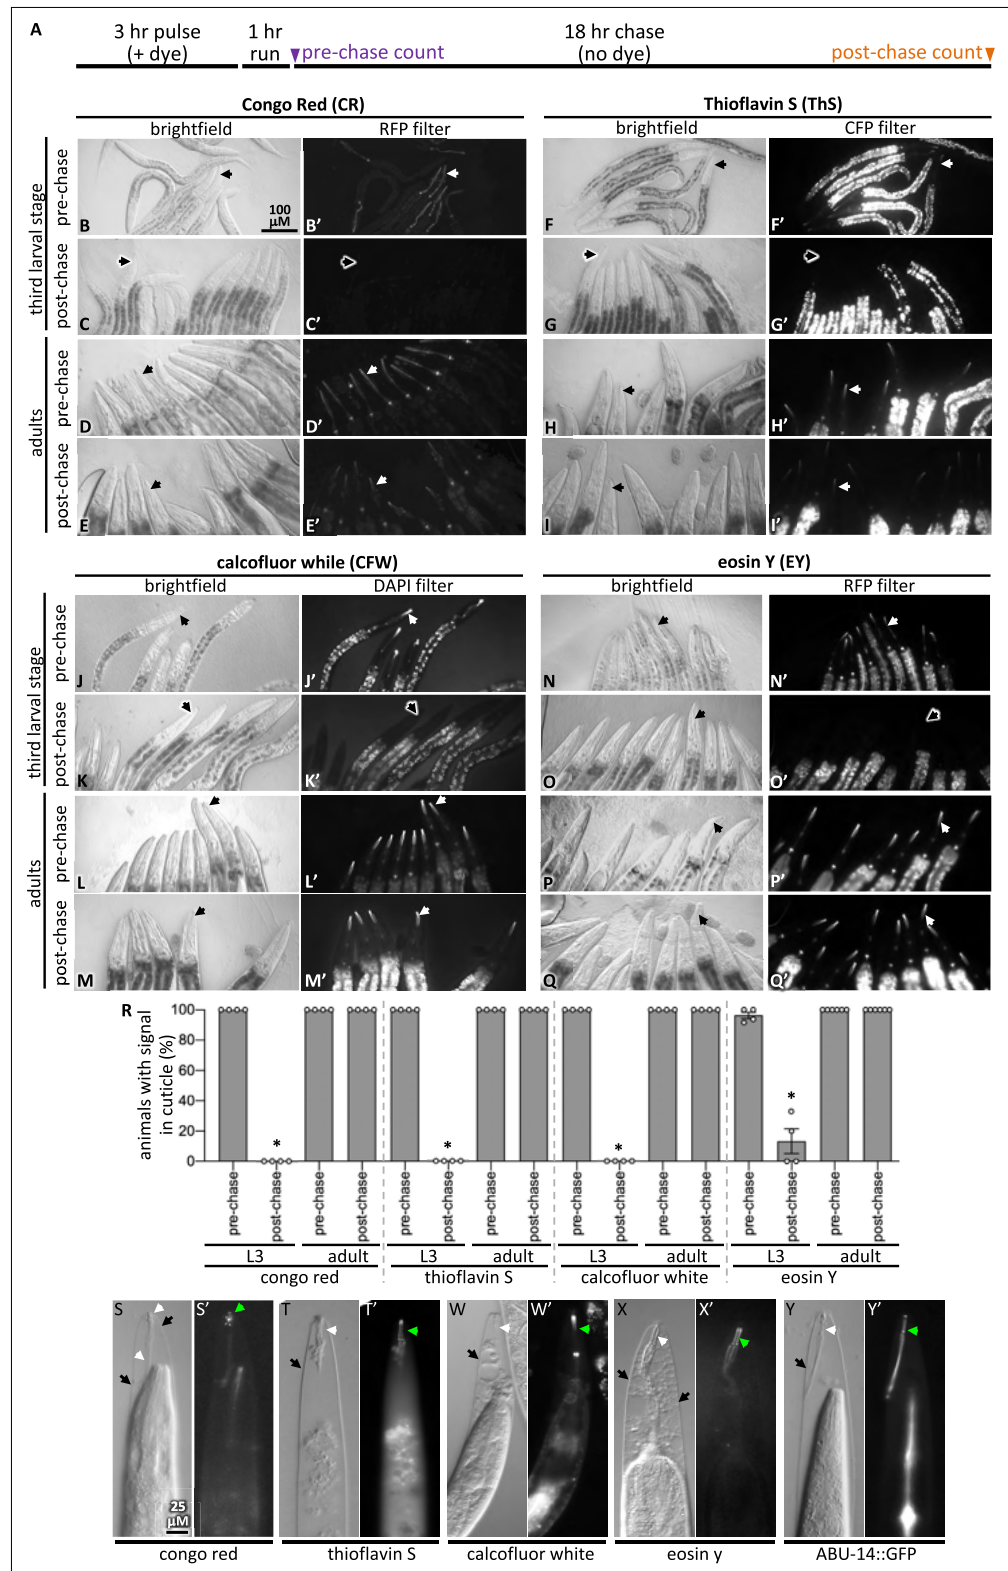 A
3 hr pulse
(+ dye)
1 hr
run
pre-chase count
18 hr chase
(no dye)
post-chase count
Congo Red (CR)
Thioflavin S (ThS)
brightfield
RFP filter
brightfield
CFP filter
third larval stage
pre-chase
B
100
µM
B’
F
F’
post-chase
C
C’
G
G’
adults
pre-chase
D
D’
H
H’
post-chase
E
E’
I
I’
calcofluor while (CFW)
eosin Y (EY)
brightfield
DAPI filter
brightfield
RFP filter
third larval stage
pre-chase
J
J’
N
N’
post-chase
K
K’
O
O’
adults
pre-chase
L
L’
P
P’
post-chase
M
M’
Q
Q’
R
animals with signal
in cuticle (%)
100
80
60
40
20
0
*
*
*
*
pre-chase
post-chase
pre-chase
post-chase
pre-chase
post-chase
pre-chase
post-chase
pre-chase
post-chase
pre-chase
post-chase
pre-chase
post-chase
pre-chase
post-chase
L3
adult
L3
adult
L3
adult
L3
adult
congo red
thioflavin S
calcofluor white
eosin Y
S
S’
T
T’
W
W’
X
X’
Y
Y’
25
µM
congo red
thioflavin S
calcofluor white
eosin y
ABU-14::GFP